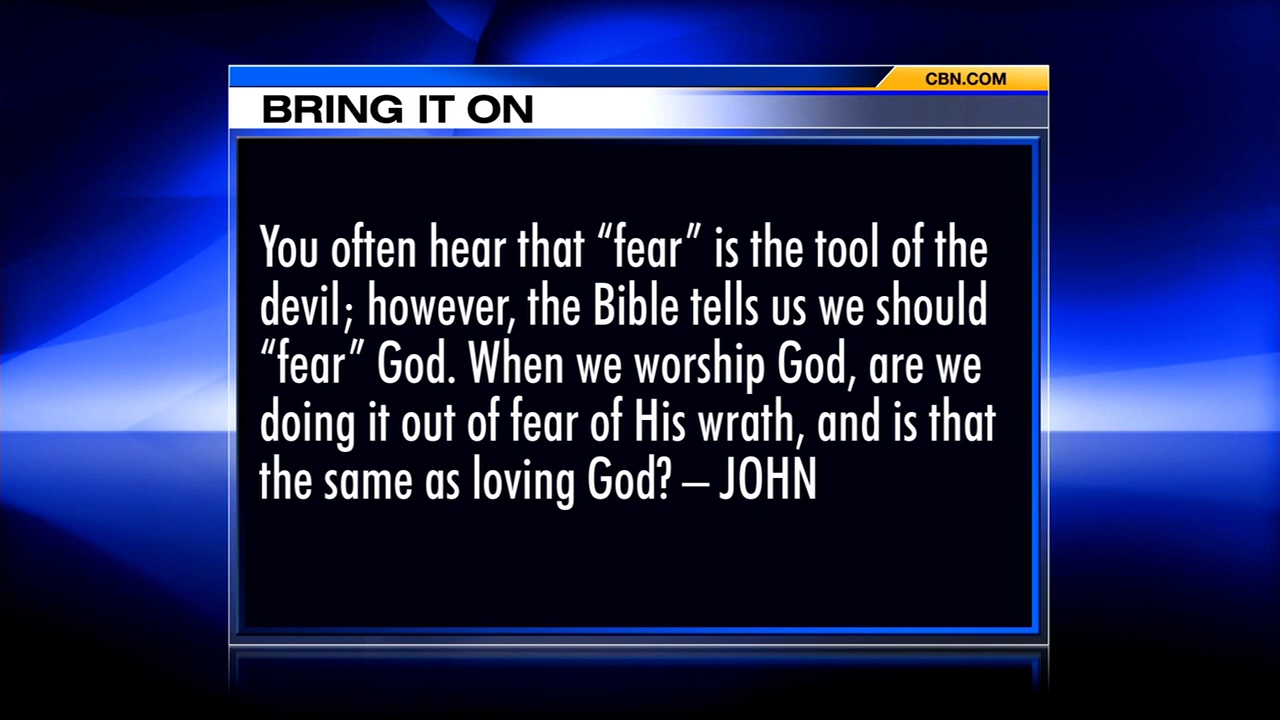 CBN.COM
BRING IT ON
You often hear that “fear” is the tool of the
devil; however, the Bible tells us we should
“fear” God. When we worship God, are we
doing it out of fear of His wrath, and is that
the same as loving God? – JOHN